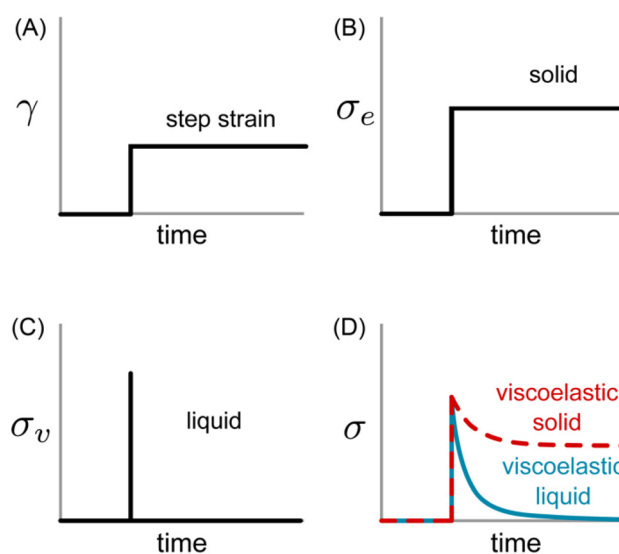 (A)
γ
step strain
time
(B)
σe
solid
time
(C)
σv
liquid
time
(D)
σ
viscoelastic
solid
viscoelastic
liquid
time